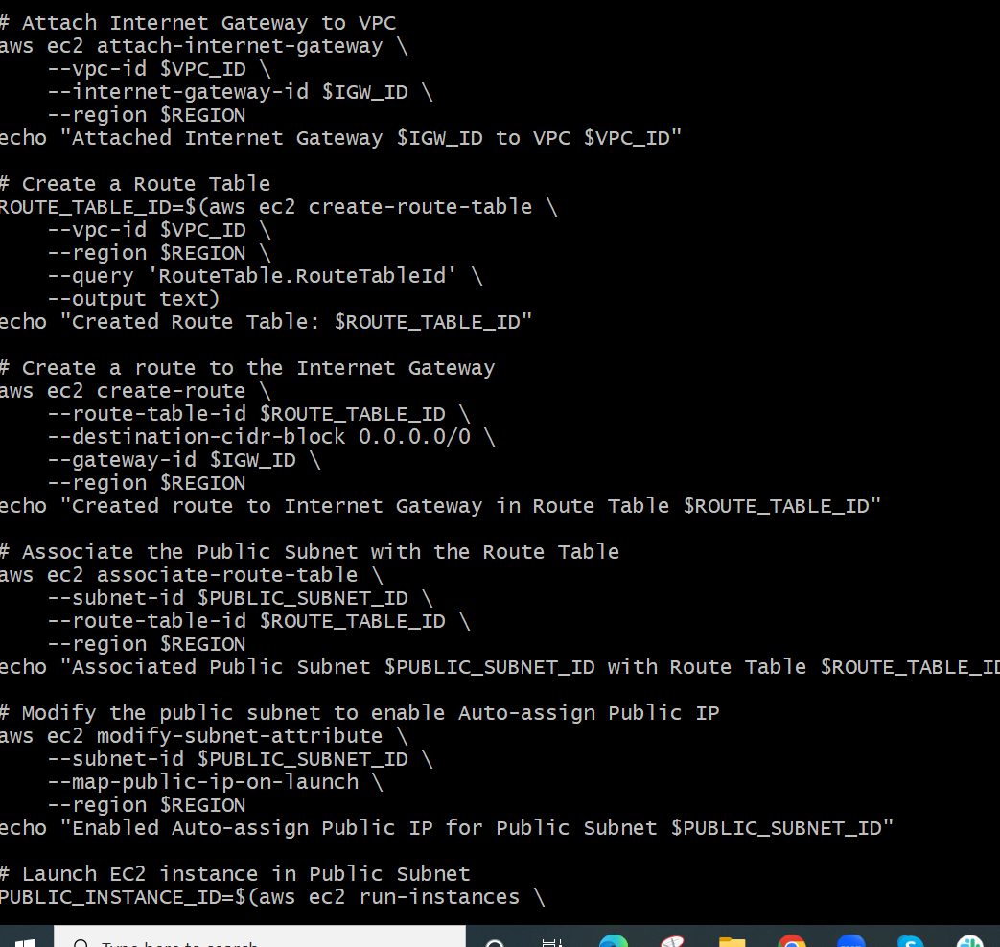 # Attach Internet Gateway to VPC
aws ec2 attach-internet-gateway \
    --vpc-id $VPC_ID \
    --internet-gateway-id $IGW_ID \
    --region $REGION
echo "Attached Internet Gateway $IGW_ID to VPC $VPC_ID"

# Create a Route Table
ROUTE_TABLE_ID=$(aws ec2 create-route-table \
    --vpc-id $VPC_ID \
    --region $REGION \
    --query 'RouteTable.RouteTableId' \
    --output text)
echo "Created Route Table: $ROUTE_TABLE_ID"

# Create a route to the Internet Gateway
aws ec2 create-route \
    --route-table-id $ROUTE_TABLE_ID \
    --destination-cidr-block 0.0.0.0/0 \
    --gateway-id $IGW_ID \
    --region $REGION
echo "Created route to Internet Gateway in Route Table $ROUTE_TABLE_ID"

# Associate the Public Subnet with the Route Table
aws ec2 associate-route-table \
    --subnet-id $PUBLIC_SUBNET_ID \
    --route-table-id $ROUTE_TABLE_ID \
    --region $REGION
echo "Associated Public Subnet $PUBLIC_SUBNET_ID with Route Table $ROUTE_TABLE_ID

# Modify the public subnet to enable Auto-assign Public IP
aws ec2 modify-subnet-attribute \
    --subnet-id $PUBLIC_SUBNET_ID \
    --map-public-ip-on-launch \
    --region $REGION
echo "Enabled Auto-assign Public IP for Public Subnet $PUBLIC_SUBNET_ID"

# Launch EC2 instance in Public Subnet
PUBLIC_INSTANCE_ID=$(aws ec2 run-instances \
Type here to search